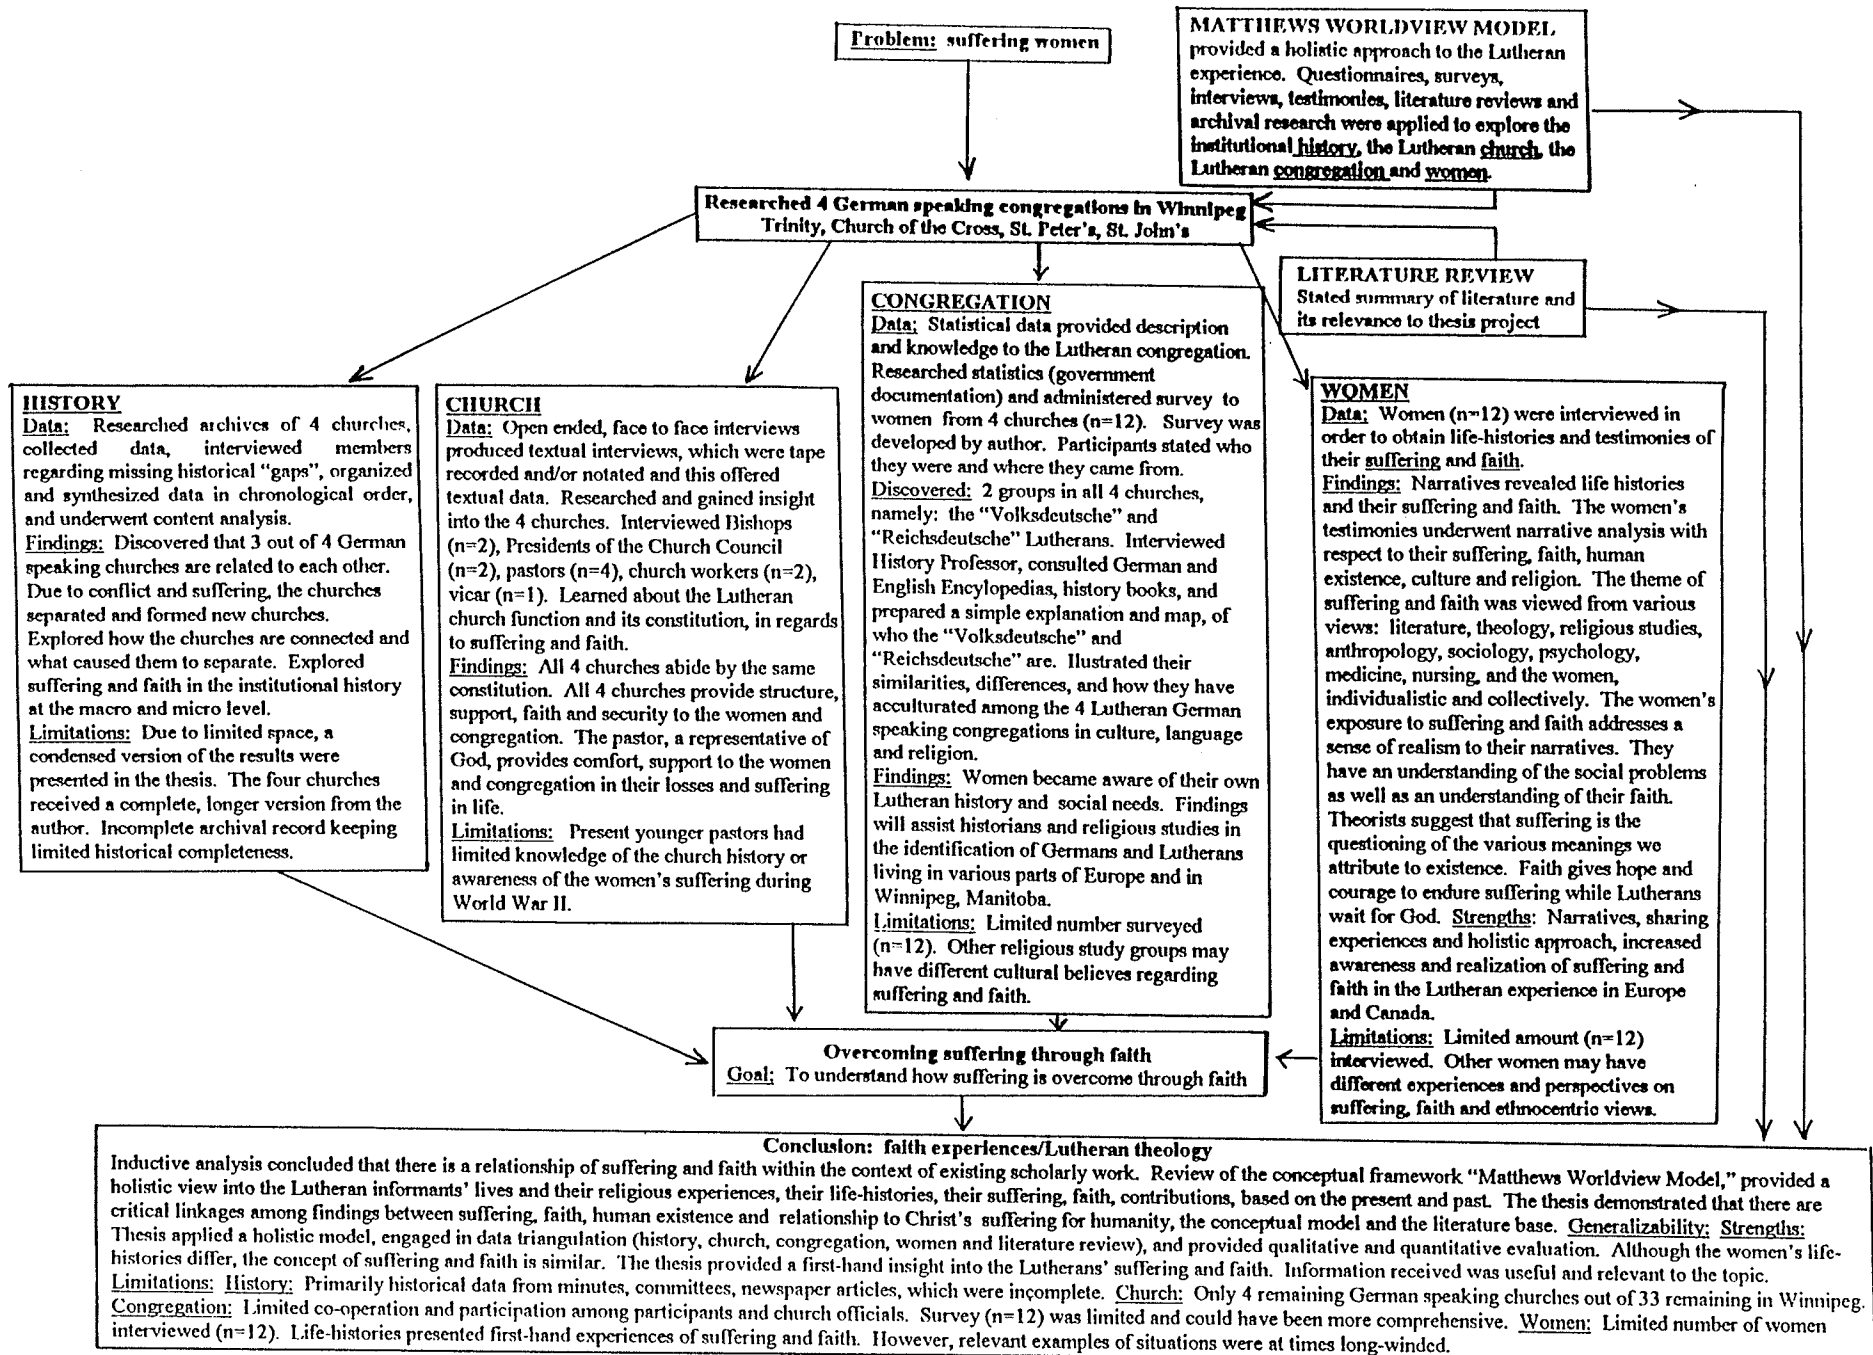 Problem: suffering women
MATTHEWS WORLDVIEW MODEL
provided a holistic approach to the Lutheran
experience. Questionnaires, surveys,
interviews, testimonies, literature reviews and
archival research were applied to explore the
institutional history, the Lutheran church, the
Lutheran congregation and women.
Researched 4 German speaking congregations in Winnipeg
Trinity, Church of the Cross, St. Peter's, St. John's
LITERATURE REVIEW
Stated summary of literature and
its relevance to thesis project
HISTORY
Data: Researched archives of 4 churches,
collected data, interviewed members
regarding missing historical "gaps", organized
and synthesized data in chronological order,
and underwent content analysis.
Findings: Discovered that 3 out of 4 German
speaking churches are related to each other.
Due to conflict and suffering, the churches
separated and formed new churches.
Explored how the churches are connected and
what caused them to separate. Explored
suffering and faith in the institutional history
at the macro and micro level.
Limitations: Due to limited space, a
condensed version of the results were
presented in the thesis. The four churches
received a complete, longer version from the
author. Incomplete archival record keeping
limited historical completeness.
CHURCH
Data: Open ended, face to face interviews
produced textual interviews, which were tape
recorded and/or notated and this offered
textual data. Researched and gained insight
into the 4 churches. Interviewed Bishops
(n=2), Presidents of the Church Council
(n=2), pastors (n=4), church workers (n=2),
vicar (n=1). Learned about the Lutheran
church function and its constitution, in regards
to suffering and faith.
Findings: All 4 churches abide by the same
constitution. All 4 churches provide structure,
support, faith and security to the women and
congregation. The pastor, a representative of
God, provides comfort, support to the women
and congregation in their losses and suffering
in life.
Limitations: Present younger pastors had
limited knowledge of the church history or
awareness of the women's suffering during
World War II.
CONGREGATION
Data: Statistical data provided description
and knowledge to the Lutheran congregation.
Researched statistics (government
documentation) and administered survey to
women from 4 churches (n=12). Survey was
developed by author. Participants stated who
they were and where they came from.
Discovered: 2 groups in all 4 churches,
namely: the "Volksdeutsche" and
"Reichsdeutsche" Lutherans. Interviewed
History Professor, consulted German and
English Encylopedias, history books, and
prepared a simple explanation and map, of
who the "Volksdeutsche" and
"Reichsdeutsche" are. Ilustrated their
similarities, differences, and how they have
acculturated among the 4 Lutheran German
speaking congregations in culture, language
and religion.
Findings: Women became aware of their own
Lutheran history and social needs. Findings
will assist historians and religious studies in
the identification of Germans and Lutherans
living in various parts of Europe and in
Winnipeg, Manitoba.
Limitations: Limited number surveyed
(n=12). Other religious study groups may
have different cultural believes regarding
suffering and faith.
WOMEN
Data: Women (n=12) were interviewed in
order to obtain life-histories and testimonies of
their suffering and faith.
Findings: Narratives revealed life histories
and their suffering and faith. The women's
testimonies underwent narrative analysis with
respect to their suffering, faith, human
existence, culture and religion. The theme of
suffering and faith was viewed from various
views: literature, theology, religious studies,
anthropology, sociology, psychology,
medicine, nursing, and the women,
individualistic and collectively. The women's
exposure to suffering and faith addresses a
sense of realism to their narratives. They
have an understanding of the social problems
as well as an understanding of their faith.
Theorists suggest that suffering is the
questioning of the various meanings we
attribute to existence. Faith gives hope and
courage to endure suffering while Lutherans
wait for God. Strengths: Narratives, sharing
experiences and holistic approach, increased
awareness and realization of suffering and
faith in the Lutheran experience in Europe
and Canada.
Limitations: Limited amount (n=12)
interviewed. Other women may have
different experiences and perspectives on
suffering, faith and ethnocentric views.
Overcoming suffering through faith
Goal: To understand how suffering is overcome through faith
Conclusion: faith experiences/Lutheran theology
Inductive analysis concluded that there is a relationship of suffering and faith within the context of existing scholarly work. Review of the conceptual framework "Matthews Worldview Model," provided a
holistic view into the Lutheran informants' lives and their religious experiences, their life-histories, their suffering, faith, contributions, based on the present and past. The thesis demonstrated that there are
critical linkages among findings between suffering, faith, human existence and relationship to Christ's suffering for humanity, the conceptual model and the literature base. Generalizability: Strengths:
Thesis applied a holistic model, engaged in data triangulation (history, church, congregation, women and literature review), and provided qualitative and quantitative evaluation. Although the women's life-
histories differ, the concept of suffering and faith is similar. The thesis provided a first-hand insight into the Lutherans' suffering and faith. Information received was useful and relevant to the topic.
Limitations: History: Primarily historical data from minutes, committees, newspaper articles, which were incomplete. Church: Only 4 remaining German speaking churches out of 33 remaining in Winnipeg.
Congregation: Limited co-operation and participation among participants and church officials. Survey (n=12) was limited and could have been more comprehensive. Women: Limited number of women
interviewed (n=12). Life-histories presented first-hand experiences of suffering and faith. However, relevant examples of situations were at times long-winded.